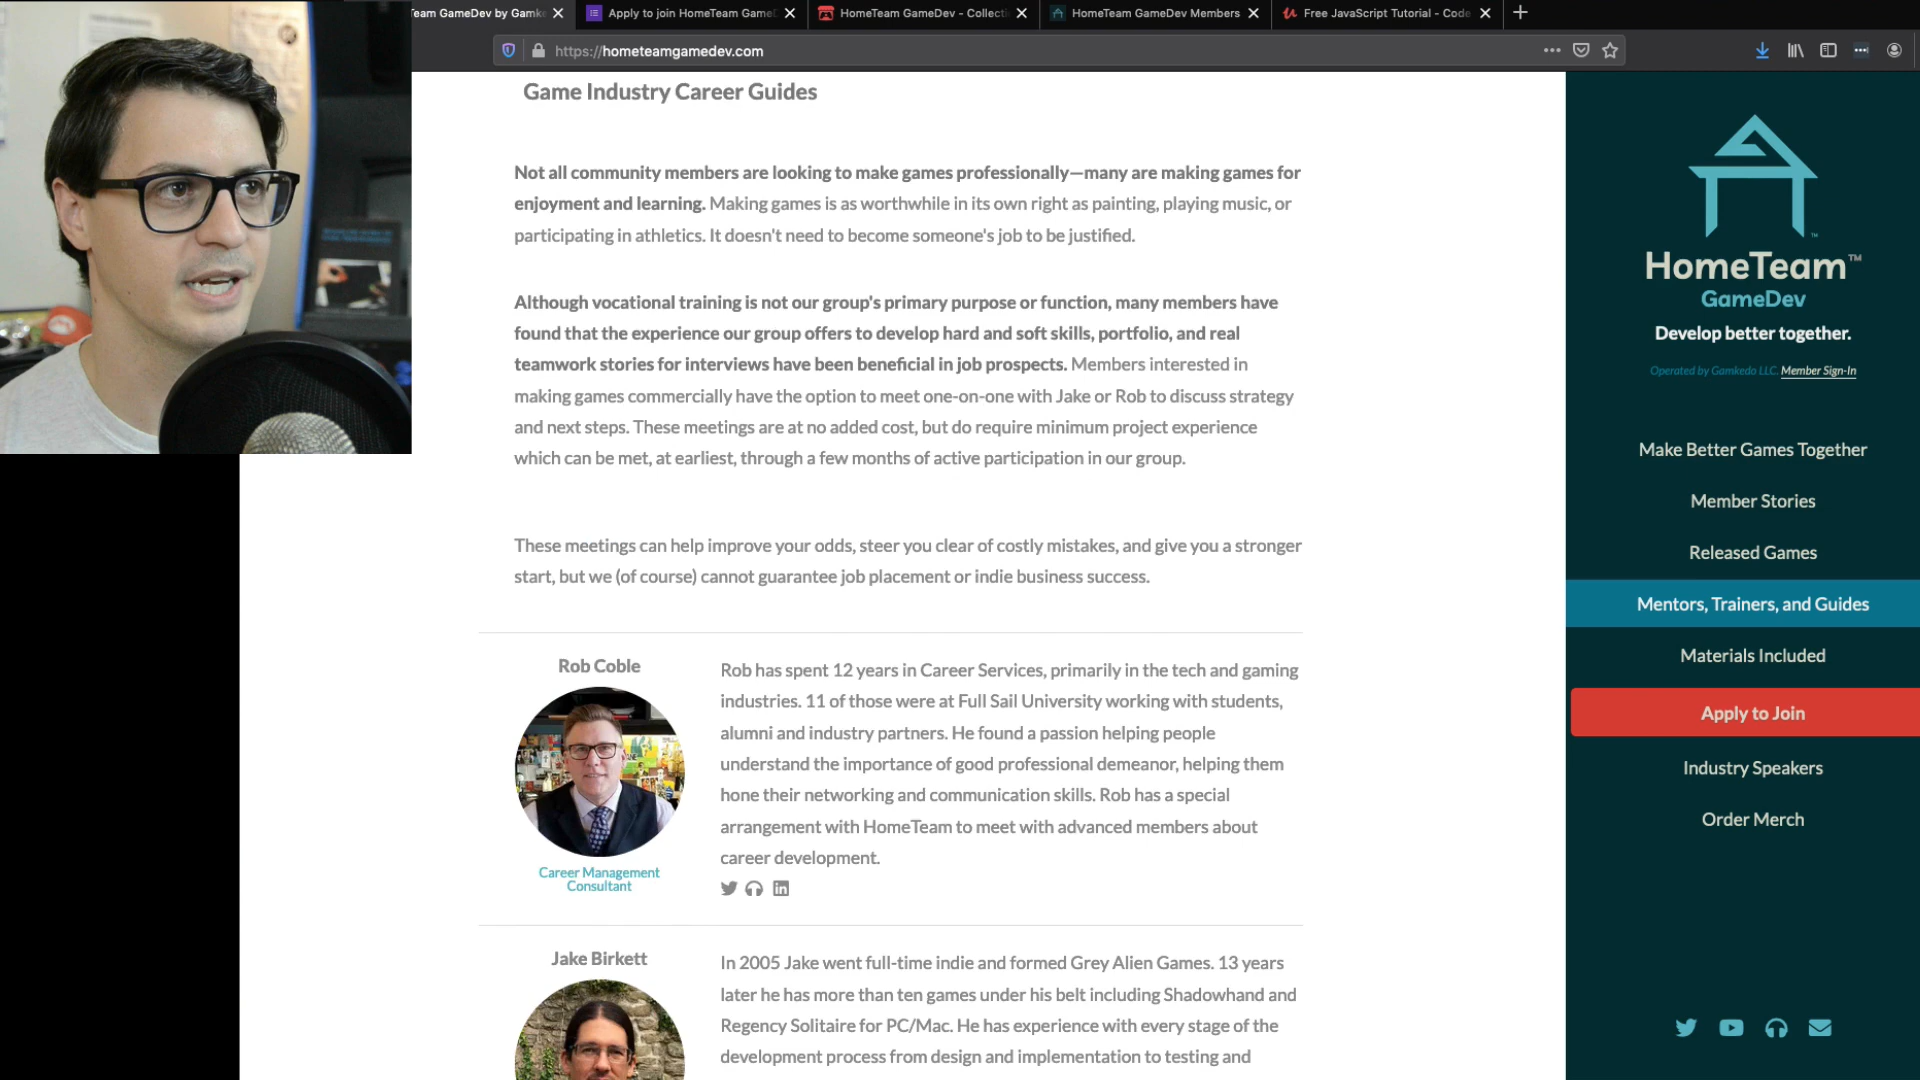 Team GameDev by Gamke
Apply to join HomeTeam GameD
HomeTeam GameDev - Collecti
HomeTeam GameDev Members
Free JavaScript Tutorial - Code
https://hometeamgamedev.com
Game Industry Career Guides
Not all community members are looking to make games professionally—many are making games for
enjoyment and learning. Making games is as worthwhile in its own right as painting, playing music, or
participating in athletics. It doesn't need to become someone's job to be justified.
Although vocational training is not our group's primary purpose or function, many members have
found that the experience our group offers to develop hard and soft skills, portfolio, and real
teamwork stories for interviews have been beneficial in job prospects. Members interested in
making games commercially have the option to meet one-on-one with Jake or Rob to discuss strategy
and next steps. These meetings are at no added cost, but do require minimum project experience
which can be met, at earliest, through a few months of active participation in our group.
These meetings can help improve your odds, steer you clear of costly mistakes, and give you a stronger
start, but we (of course) cannot guarantee job placement or indie business success.
Rob Coble
Career Management
Consultant
Rob has spent 12 years in Career Services, primarily in the tech and gaming
industries. 11 of those were at Full Sail University working with students,
alumni and industry partners. He found a passion helping people
understand the importance of good professional demeanor, helping them
hone their networking and communication skills. Rob has a special
arrangement with HomeTeam to meet with advanced members about
career development.
Jake Birkett
In 2005 Jake went full-time indie and formed Grey Alien Games. 13 years
later he has more than ten games under his belt including Shadowhand and
Regency Solitaire for PC/Mac. He has experience with every stage of the
development process from design and implementation to testing and
HomeTeam™
GameDev
Develop better together.
Operated by Gamkedo LLC. Member Sign-In
Make Better Games Together
Member Stories
Released Games
Mentors, Trainers, and Guides
Materials Included
Apply to Join
Industry Speakers
Order Merch